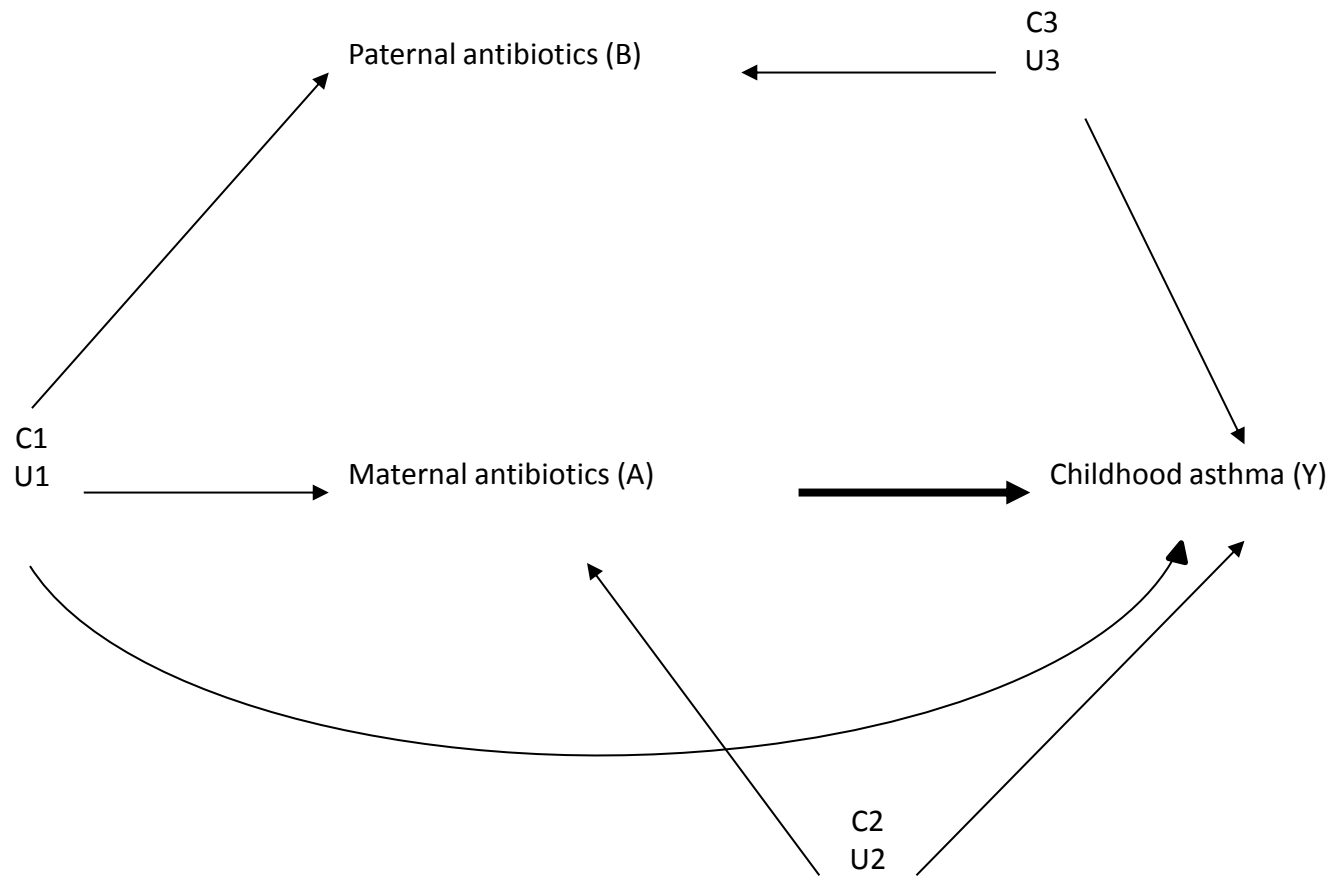 C3
Paternal antibiotics (B)
U3
C1
U1
Maternal antibiotics (A)
Childhood asthma (Y)
C2
U2